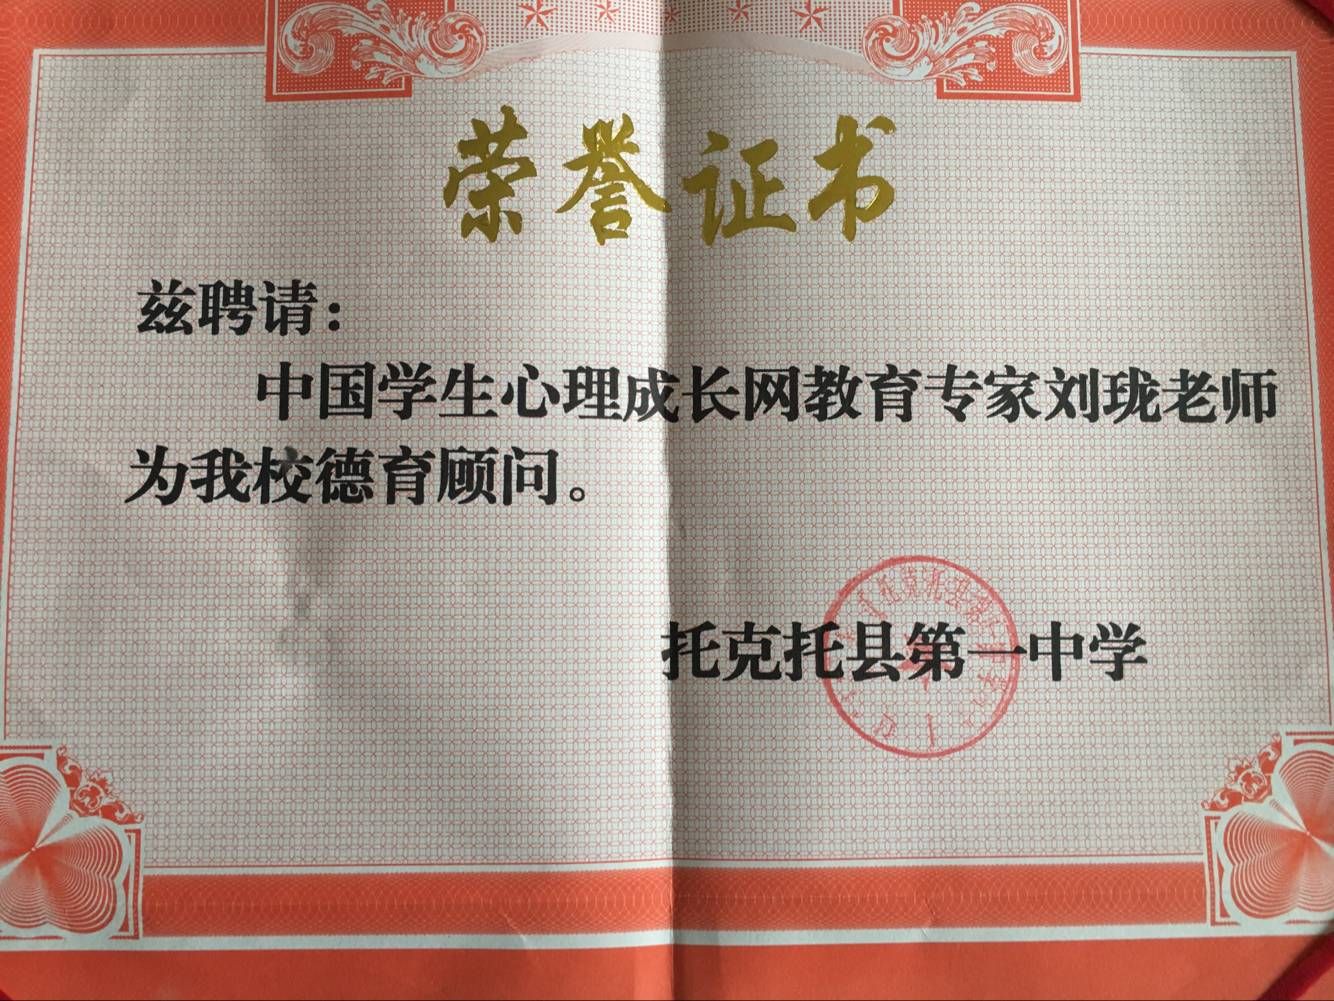 荣誉证书
兹聘请：
中国学生心理成长网教育专家刘珑老师
为我校德育顾问。
托克托县第一中学